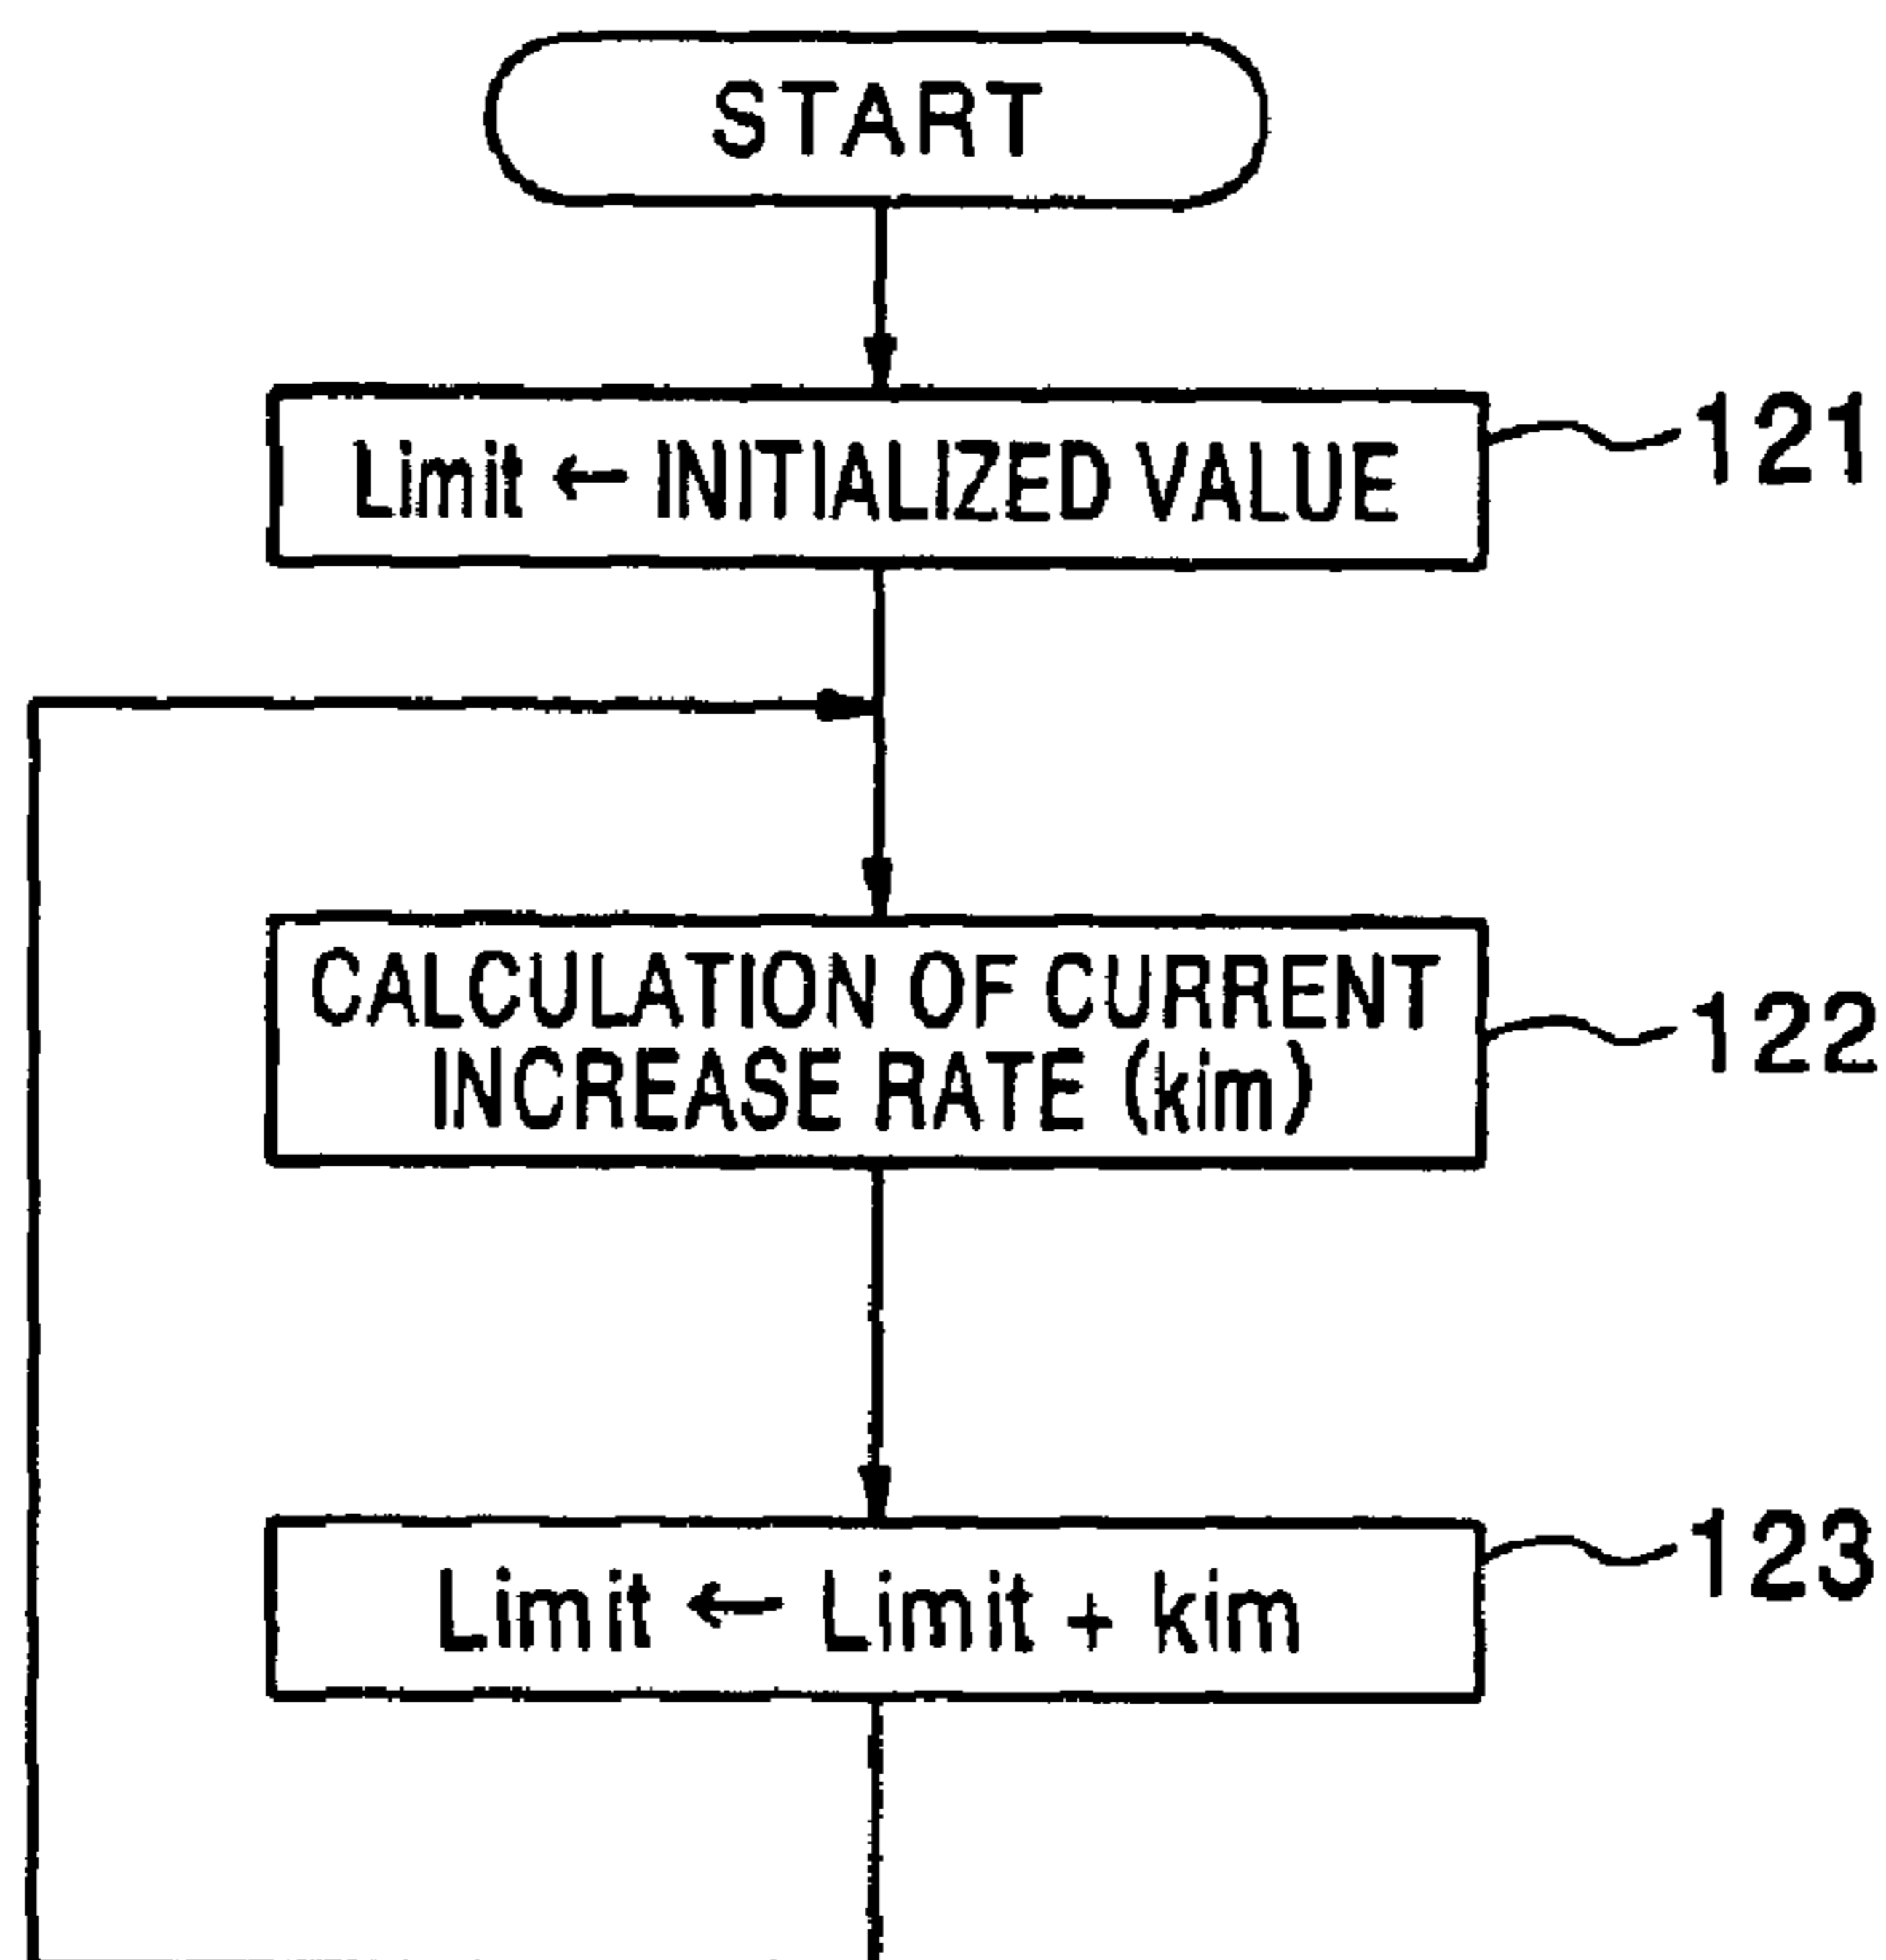 START
Limit ← INITIALIZED VALUE
121
CALCULATION OF CURRENT
INCREASE RATE (kim)
122
Limit ← Limit + kim
123